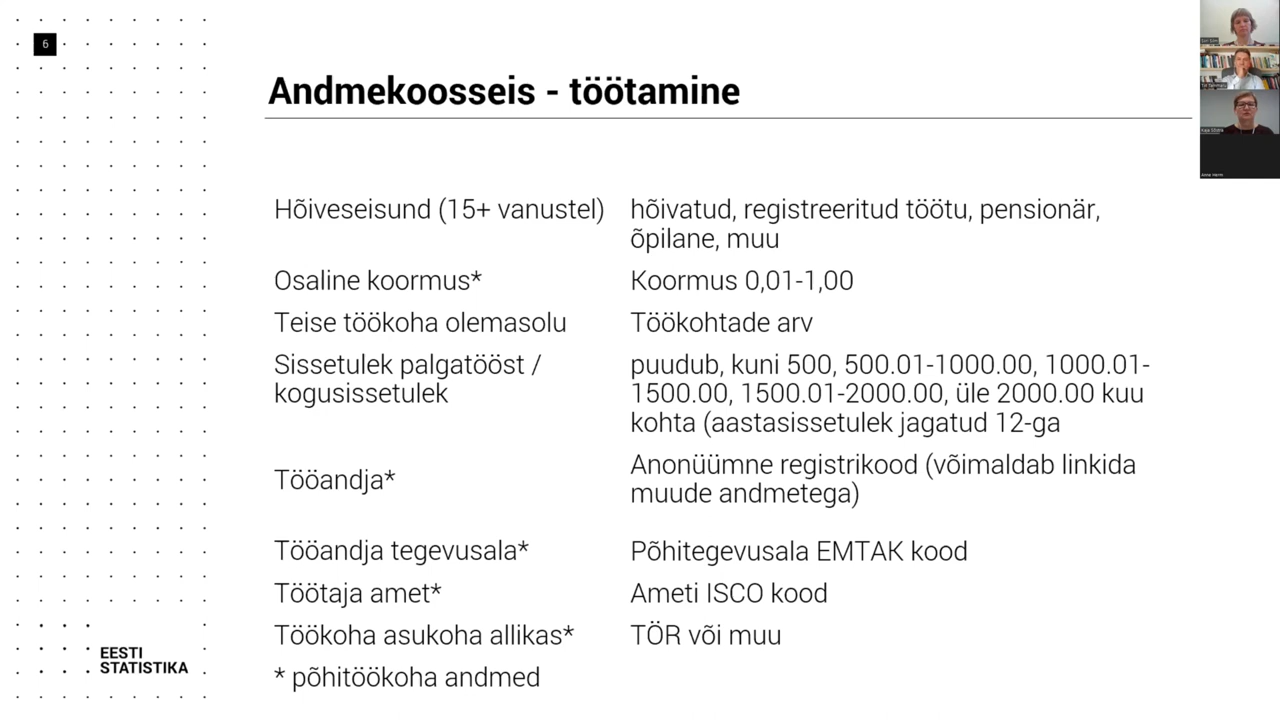 6
Andmekoosseis - töötamine
Hõiveseisund (15+ vanustel)
hõivatud, registreeritud töötu, pensionär,
õpilane, muu
Osaline koormus*
Koormus 0,01-1,00
Teise töökoha olemasolu
Töökohtade arv
Sissetulek palgatööst /
kogusissetulek
puudub, kuni 500, 500.01-1000.00, 1000.01-
1500.00, 1500.01-2000.00, üle 2000.00 kuu
kohta (aastasissetulek jagatud 12-ga
Tööandja*
Anonüümne registrikood (võimaldab linkida
muude andmetega)
Tööandja tegevusala*
Põhitegevusala EMTAK kood
Töötaja amet*
Ameti ISCO kood
Töökoha asukoha allikas*
TÖR või muu
* põhitöökoha andmed
EESTI
STATISTIKA